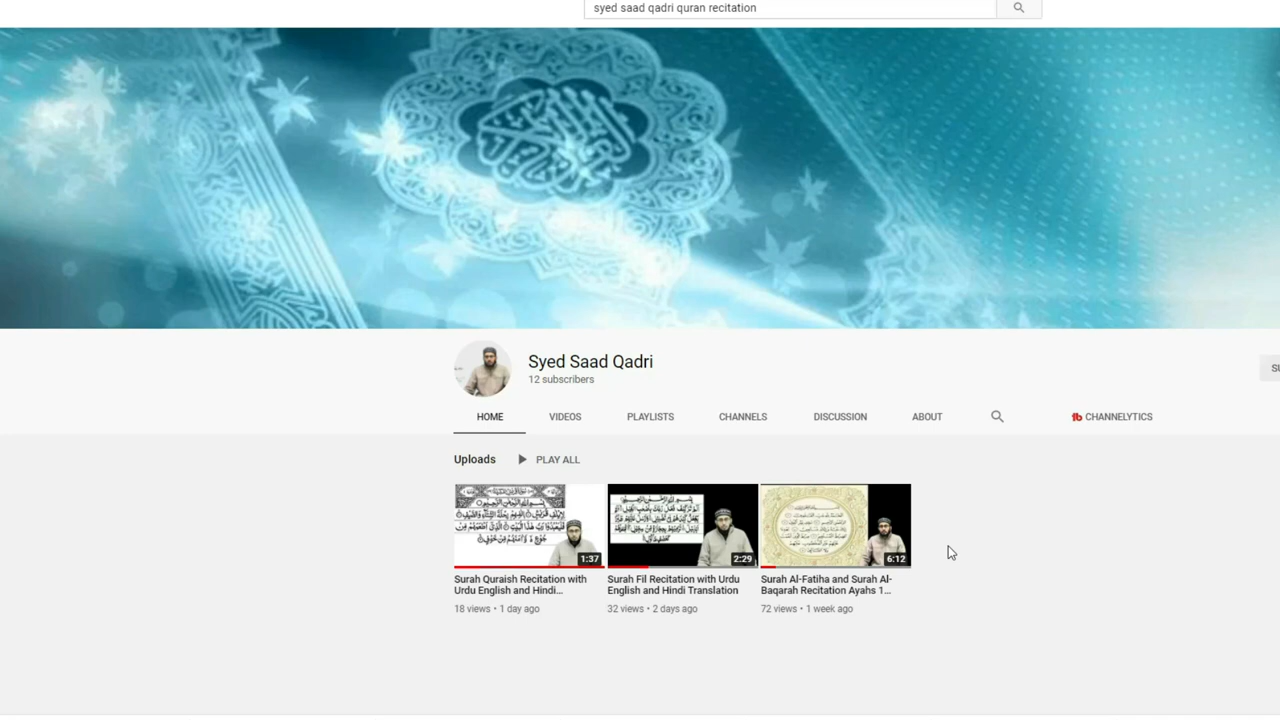 syed saad qadri quran recitation
Syed Saad Qadri
12 subscribers
HOME VIDEOS PLAYLISTS CHANNELS DISCUSSION ABOUT CHANNELYTICS
Uploads PLAY ALL
1:37 2:29 6:12
Surah Quraish Recitation with
Urdu English and Hindi...
18 views • 1 day ago
Surah Fil Recitation with Urdu
English and Hindi Translation
32 views • 2 days ago
Surah Al-Fatiha and Surah Al-
Baqarah Recitation Ayahs 1...
72 views • 1 week ago